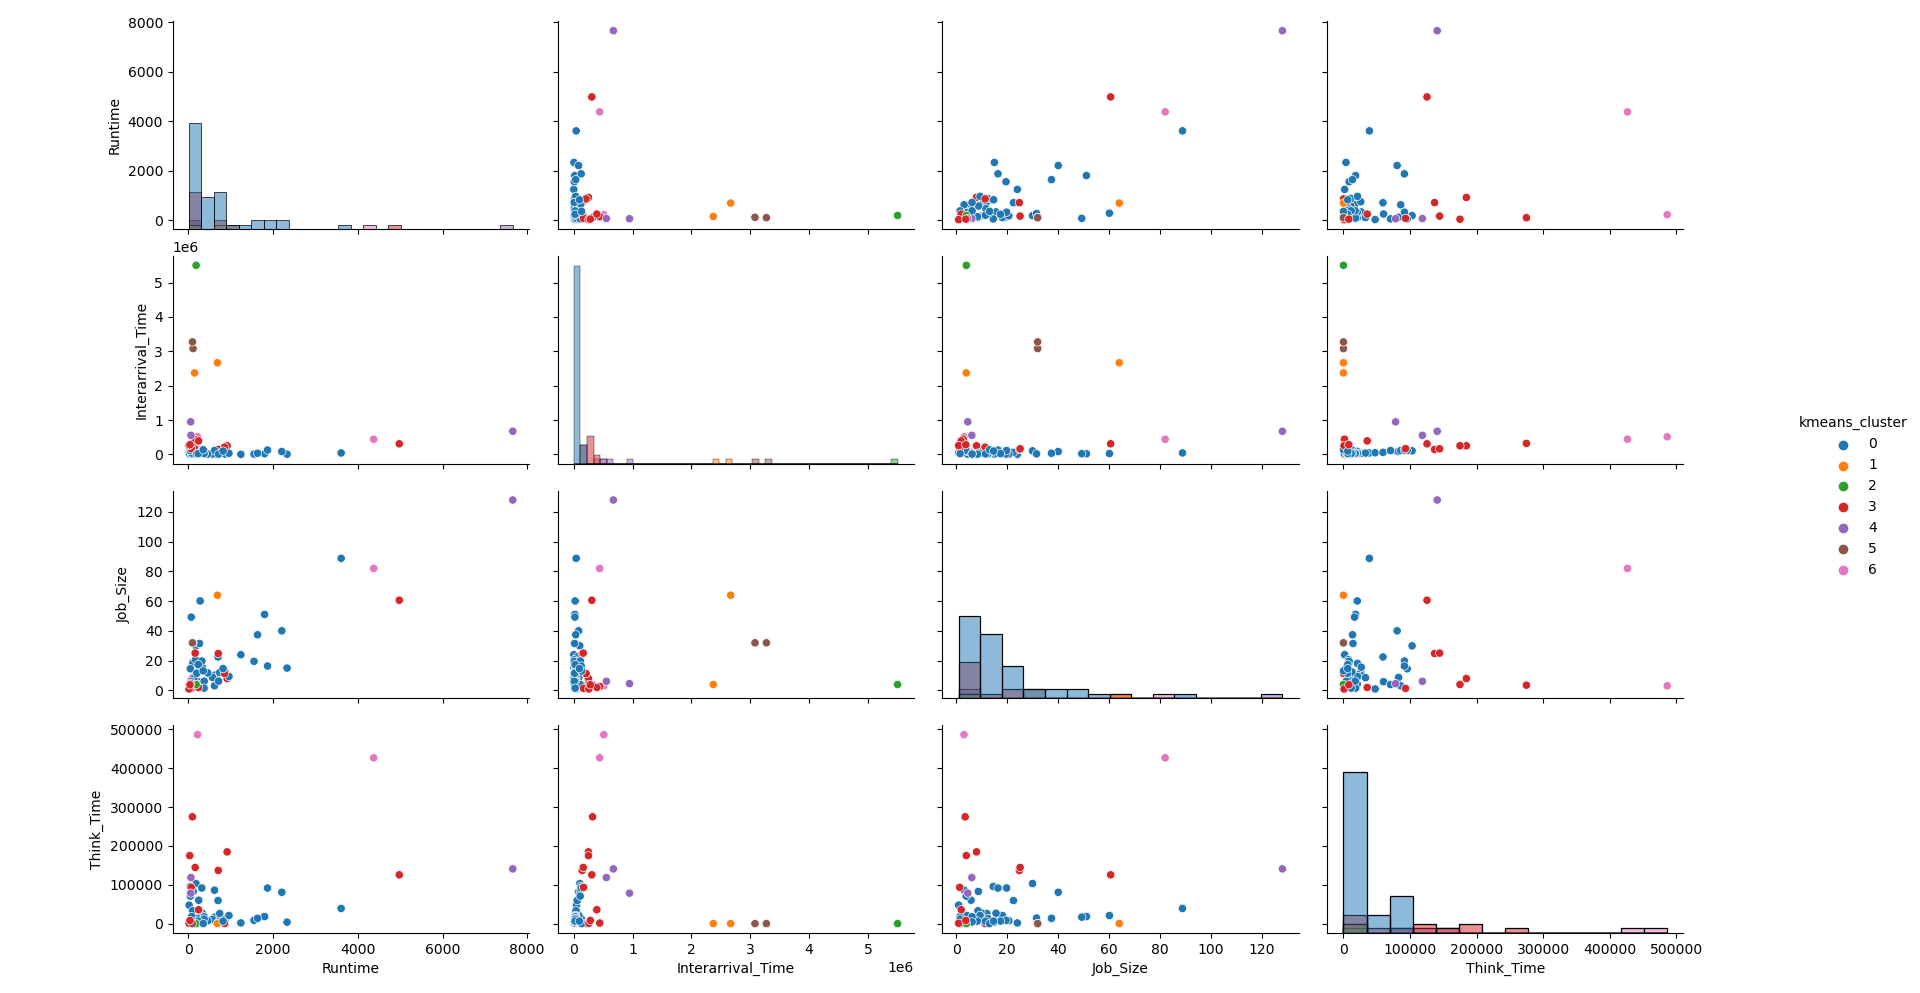 8000
6000
4000
2000
0
Runtime
1e6
5
4
3
2
1
0
Interarrival_Time
120
100
80
60
40
20
0
Job_Size
500000
400000
300000
200000
100000
0
Think_Time
0 2000 4000 6000 8000
Runtime
0 1 2 3 4 5
Interarrival_Time 1e6
0 20 40 60 80 100 120
Job_Size
0 100000 200000 300000 400000 500000
Think_Time
kmeans_cluster
0
1
2
3
4
5
6